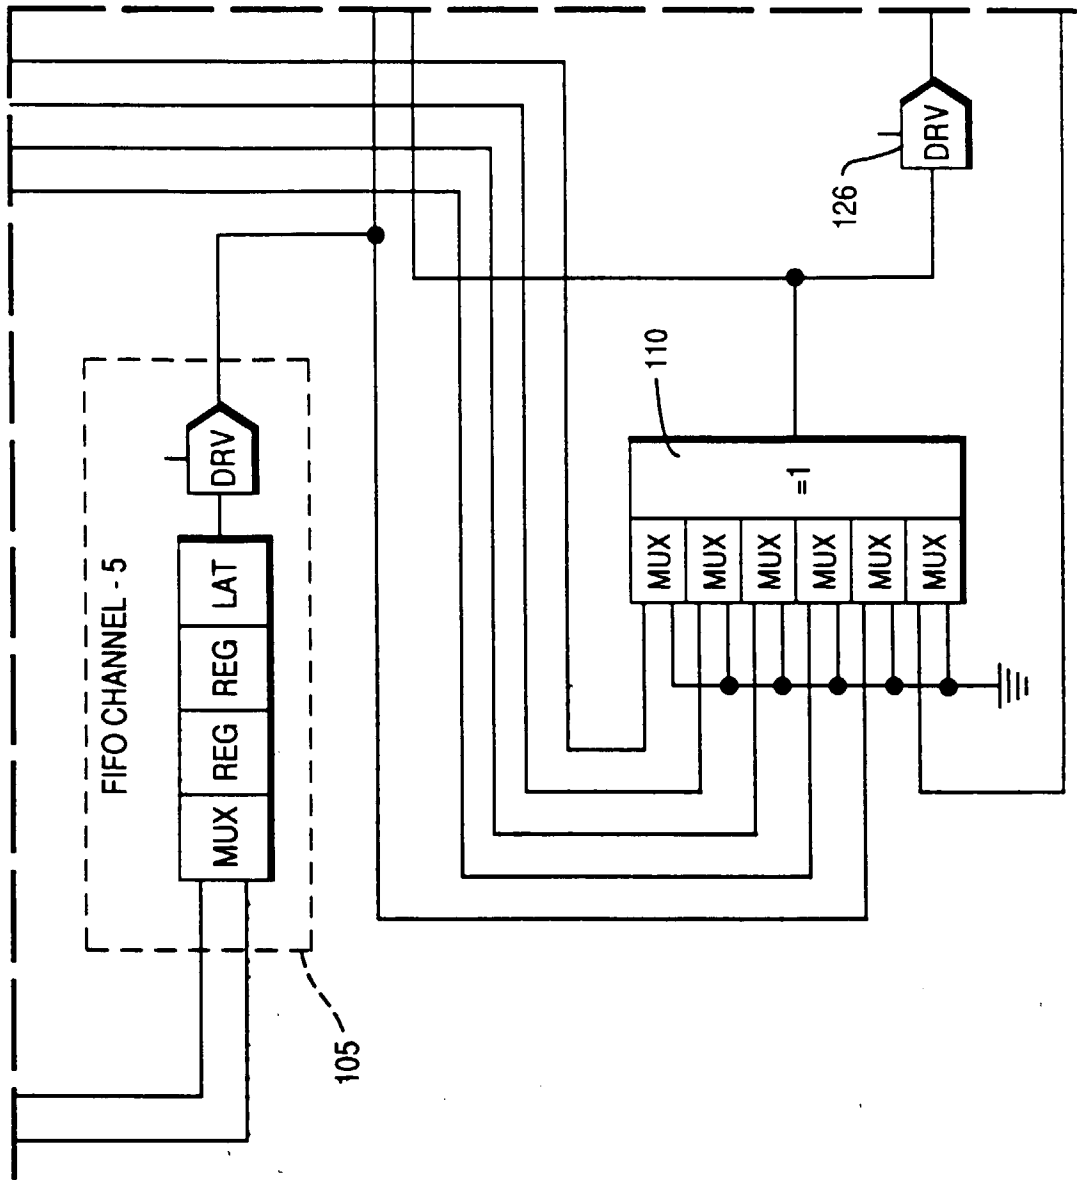 FIFO CHANNEL - 5
MUX REG REG LAT
DRV
105
110
=1
MUX
MUX
MUX
MUX
MUX
MUX
126
DRV